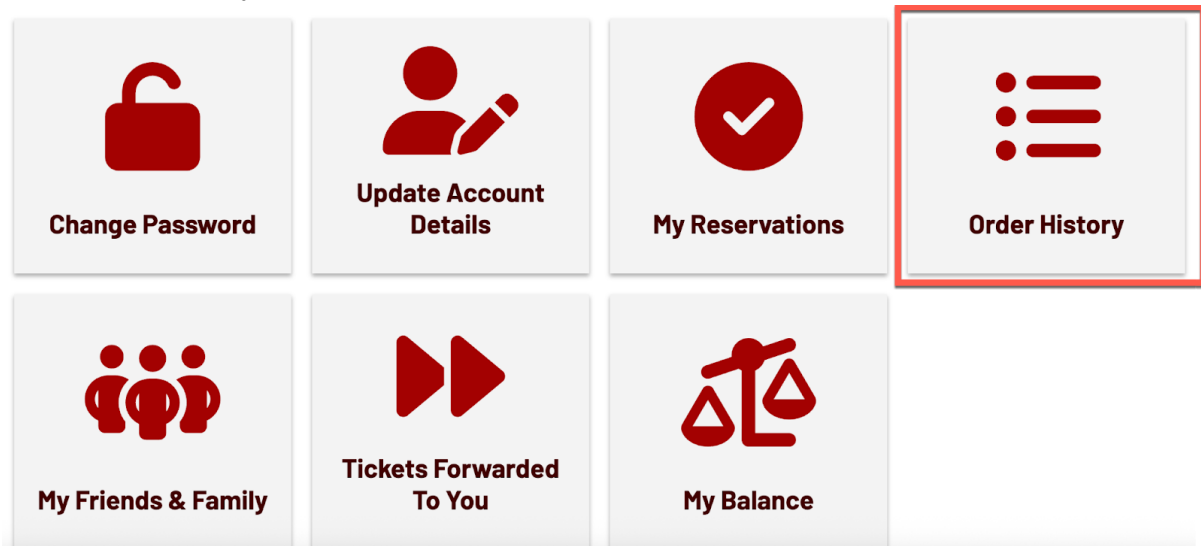 Change Password
Update Account
Details
My Reservations
Order History
My Friends & Family
Tickets Forwarded
To You
My Balance